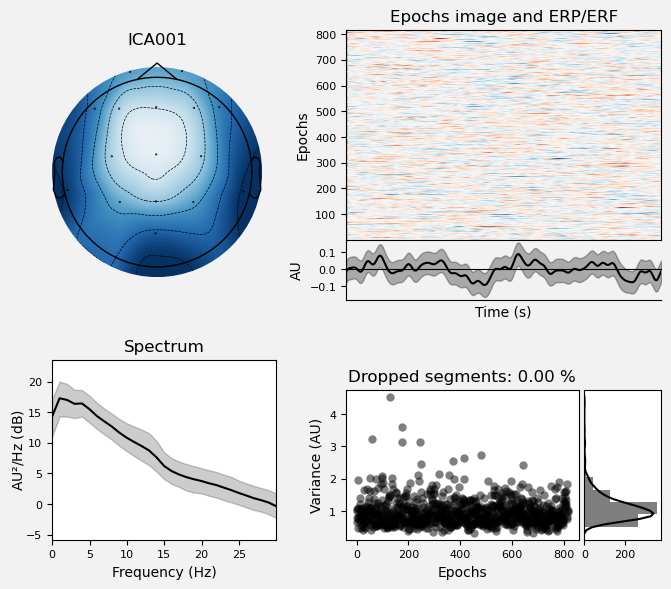 ICA001
Epochs image and ERP/ERF
800
700
600
500
400
300
200
100
Epochs
0.1
0.0
−0.1
AU
Time (s)
Spectrum
20
15
10
5
0
−5
AU²/Hz (dB)
0 5 10 15 20 25
Frequency (Hz)
Dropped segments: 0.00 %
4
3
2
1
Variance (AU)
0 200 400 600 800
Epochs
0 200